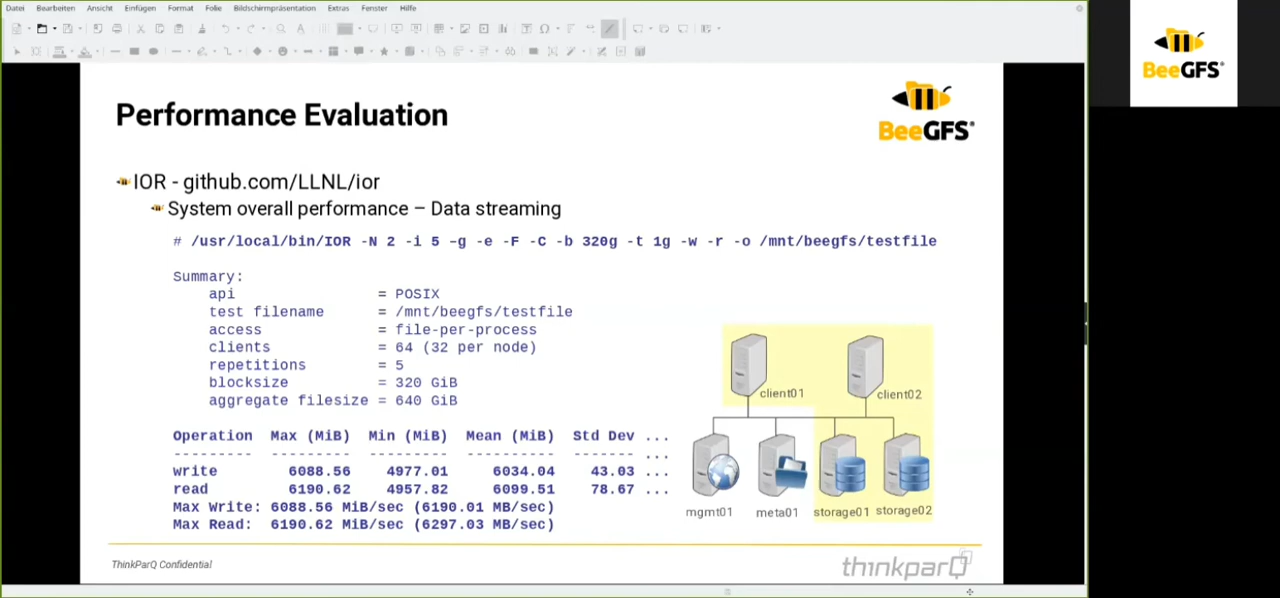 Datei Bearbeiten Ansicht Einfügen Format Folie Bildschirmpräsentation Extras Fenster Hilfe
BeeGFS®
Performance Evaluation
BeeGFS®
IOR - github.com/LLNL/ior
System overall performance – Data streaming
# /usr/local/bin/IOR -N 2 -i 5 –g -e -F -C -b 320g -t 1g -w -r -o /mnt/beegfs/testfile
Summary:
api = POSIX
test filename = /mnt/beegfs/testfile
access = file-per-process
clients = 64 (32 per node)
repetitions = 5
blocksize = 320 GiB
aggregate filesize = 640 GiB
Operation Max (MiB) Min (MiB) Mean (MiB) Std Dev ...
--------- --------- --------- ---------- ------- ...
write 6088.56 4977.01 6034.04 43.03 ...
read 6190.62 4957.82 6099.51 78.67 ...
Max Write: 6088.56 MiB/sec (6190.01 MB/sec)
Max Read: 6190.62 MiB/sec (6297.03 MB/sec)
client01 client02
mgmt01 meta01 storage01 storage02
ThinkParQ Confidential
thinkparQ